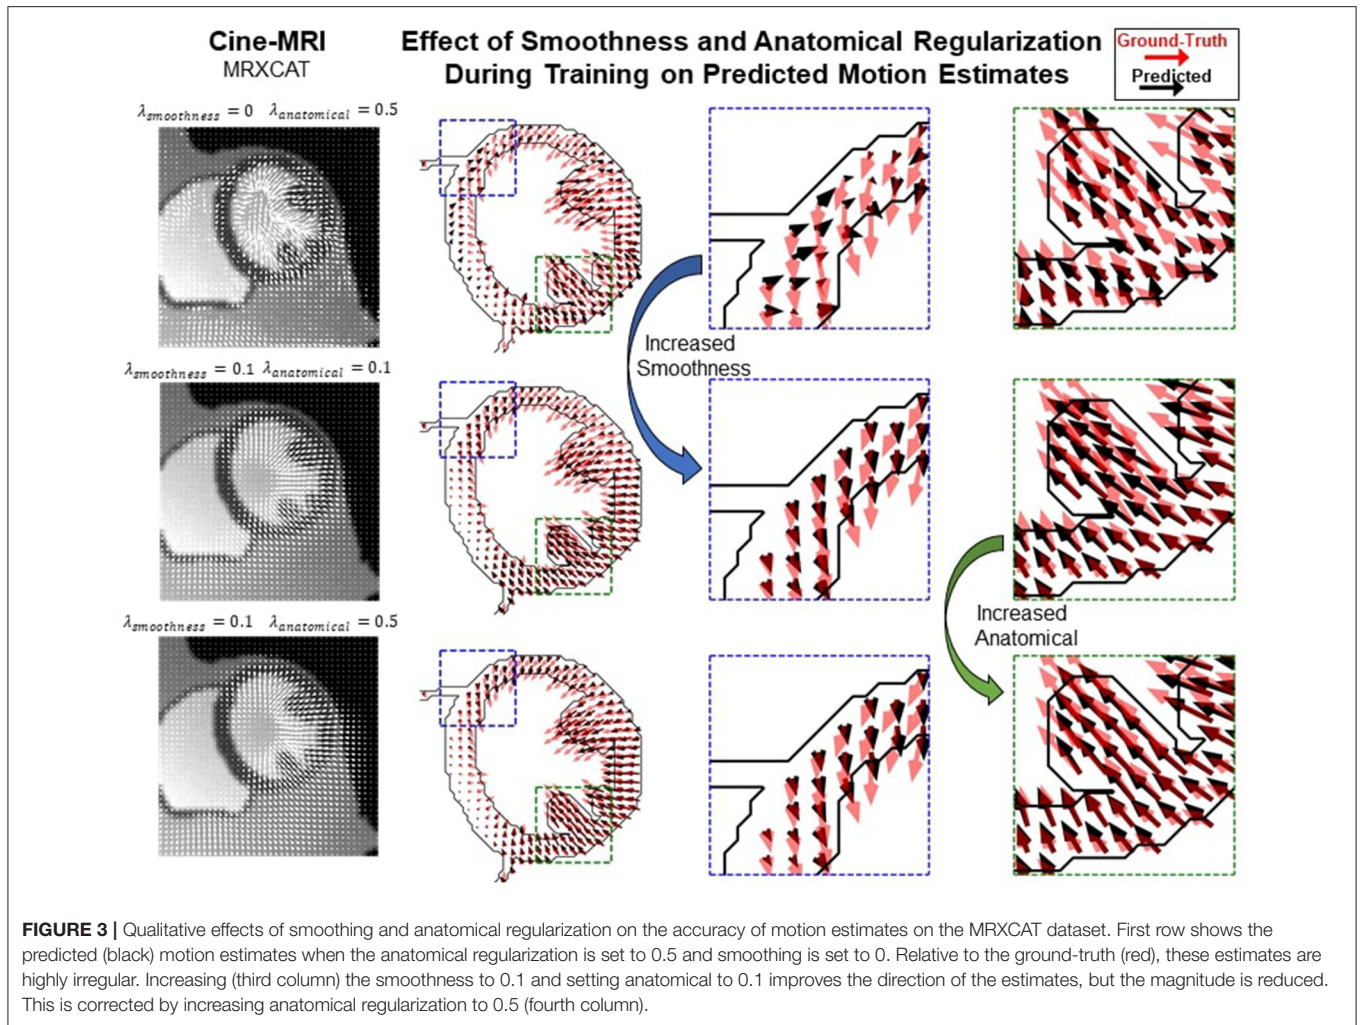 Cine-MRI
MRXCAT
Effect of Smoothness and Anatomical Regularization
During Training on Predicted Motion Estimates
Ground-Truth
Predicted
λsmoothness = 0 λanatomical = 0.5
Increased
Smoothness
λsmoothness = 0.1 λanatomical = 0.1
Increased
Anatomical
λsmoothness = 0.1 λanatomical = 0.5
FIGURE 3 | Qualitative effects of smoothing and anatomical regularization on the accuracy of motion estimates on the MRXCAT dataset. First row shows the
predicted (black) motion estimates when the anatomical regularization is set to 0.5 and smoothing is set to 0. Relative to the ground-truth (red), these estimates are
highly irregular. Increasing (third column) the smoothness to 0.1 and setting anatomical to 0.1 improves the direction of the estimates, but the magnitude is reduced.
This is corrected by increasing anatomical regularization to 0.5 (fourth column).